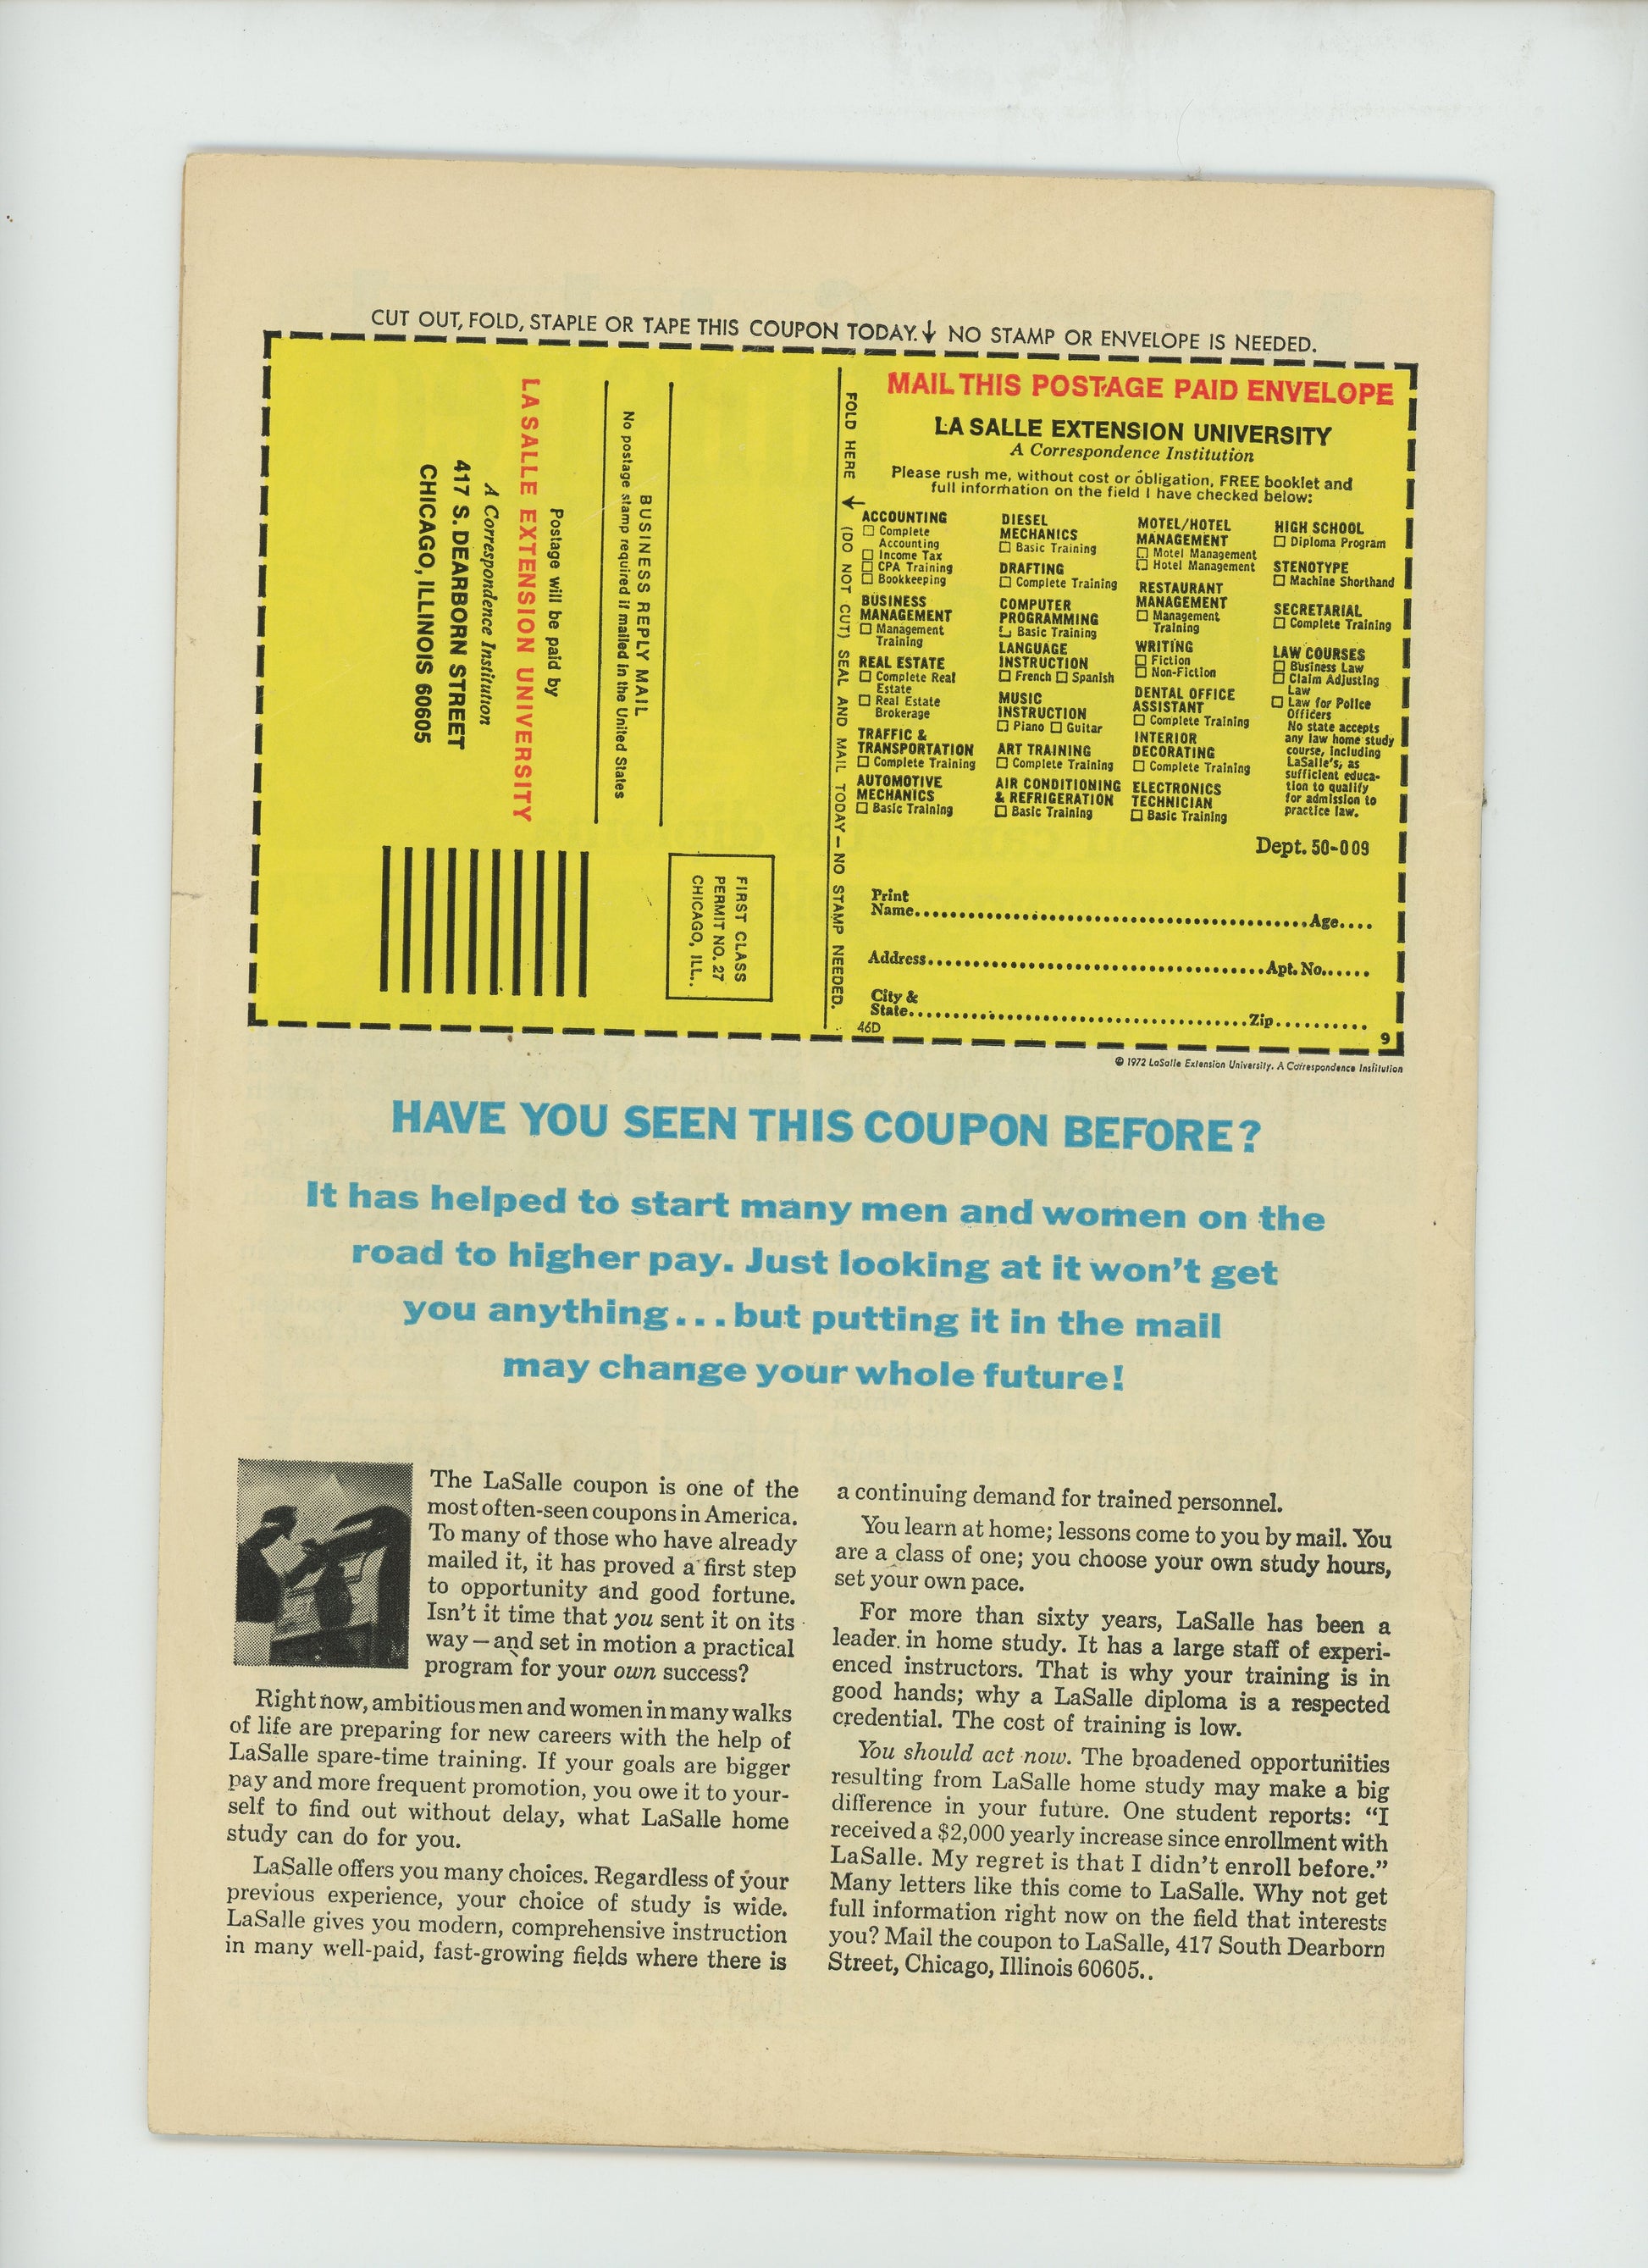 CUT OUT, FOLD, STAPLE OR TAPE THIS COUPON TODAY.↓ NO STAMP OR ENVELOPE IS NEEDED.
FIRST CLASS
PERMIT NO. 27
CHICAGO, ILL..
BUSINESS REPLY MAIL
No postage stamp required if mailed in the United States
Postage will be paid by
LA SALLE EXTENSION UNIVERSITY
A Correspondence Institution
417 S. DEARBORN STREET
CHICAGO, ILLINOIS 60605
FOLD HERE → (DO NOT CUT) SEAL AND MAIL TODAY—NO STAMP NEEDED.
MAIL THIS POSTAGE PAID ENVELOPE
LA SALLE EXTENSION UNIVERSITY
A Correspondence Institution
Please rush me, without cost or obligation, FREE booklet and
full information on the field I have checked below:
ACCOUNTING
☐ Complete
Accounting
☐ Income Tax
☐ CPA Training
☐ Bookkeeping
BUSINESS
MANAGEMENT
☐ Management
Training
REAL ESTATE
☐ Complete Real
Estate
☐ Real Estate
Brokerage
TRAFFIC &
TRANSPORTATION
☐ Complete Training
AUTOMOTIVE
MECHANICS
☐ Basic Training
DIESEL
MECHANICS
☐ Basic Training
DRAFTING
☐ Complete Training
COMPUTER
PROGRAMMING
☐ Basic Training
LANGUAGE
INSTRUCTION
☐ French ☐ Spanish
MUSIC
INSTRUCTION
☐ Piano ☐ Guitar
ART TRAINING
☐ Complete Training
AIR CONDITIONING
& REFRIGERATION
☐ Basic Training
MOTEL/HOTEL
MANAGEMENT
☐ Motel Management
☐ Hotel Management
RESTAURANT
MANAGEMENT
☐ Management
Training
WRITING
☐ Fiction
☐ Non-Fiction
DENTAL OFFICE
ASSISTANT
☐ Complete Training
INTERIOR
DECORATING
☐ Complete Training
ELECTRONICS
TECHNICIAN
☐ Basic Training
HIGH SCHOOL
☐ Diploma Program
STENOTYPE
☐ Machine Shorthand
SECRETARIAL
☐ Complete Training
LAW COURSES
☐ Business Law
☐ Claim Adjusting
Law
☐ Law for Police
Officers
No state accepts
any law home study
course, including
LaSalle's, as
sufficient educa-
tion to qualify
for admission to
practice law.
Dept. 50-009
Print
Name........Age....
Address........Apt. No......
City &
State........Zip..........
46D
9
© 1972 LaSalle Extension University. A Correspondence Institution
HAVE YOU SEEN THIS COUPON BEFORE?
It has helped to start many men and women on the
road to higher pay. Just looking at it won't get
you anything...but putting it in the mail
may change your whole future!
The LaSalle coupon is one of the
most often-seen coupons in America.
To many of those who have already
mailed it, it has proved a first step
to opportunity and good fortune.
Isn't it time that you sent it on its
way—and set in motion a practical
program for your own success?
Right now, ambitious men and women in many walks
of life are preparing for new careers with the help of
LaSalle spare-time training. If your goals are bigger
pay and more frequent promotion, you owe it to your-
self to find out without delay, what LaSalle home
study can do for you.
LaSalle offers you many choices. Regardless of your
previous experience, your choice of study is wide.
LaSalle gives you modern, comprehensive instruction
in many well-paid, fast-growing fields where there is
a continuing demand for trained personnel.
You learn at home; lessons come to you by mail. You
are a class of one; you choose your own study hours,
set your own pace.
For more than sixty years, LaSalle has been a
leader in home study. It has a large staff of experi-
enced instructors. That is why your training is in
good hands; why a LaSalle diploma is a respected
credential. The cost of training is low.
You should act now. The broadened opportunities
resulting from LaSalle home study may make a big
difference in your future. One student reports: "I
received a $2,000 yearly increase since enrollment with
LaSalle. My regret is that I didn't enroll before."
Many letters like this come to LaSalle. Why not get
full information right now on the field that interests
you? Mail the coupon to LaSalle, 417 South Dearborn
Street, Chicago, Illinois 60605..